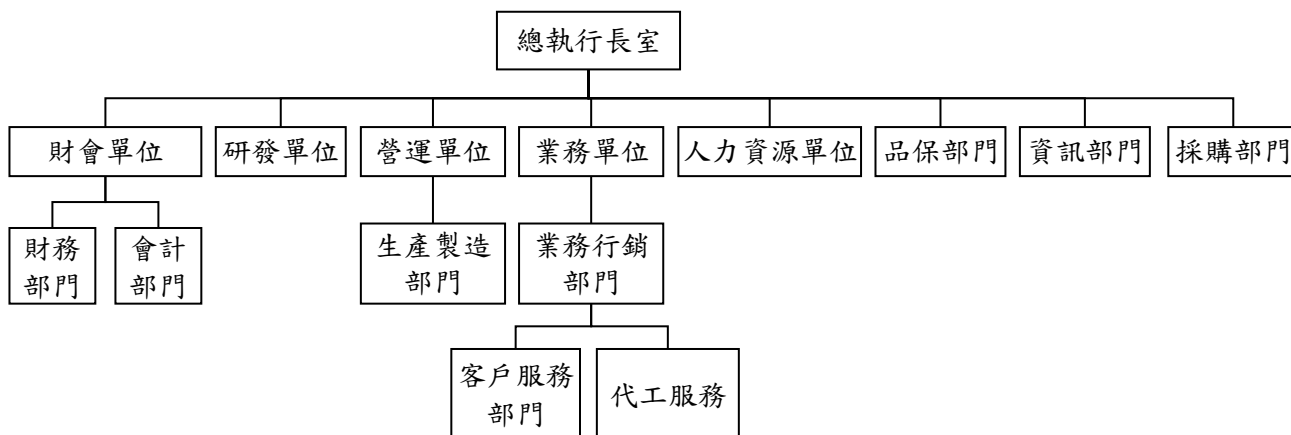 總執行長室
財會單位
研發單位
營運單位
業務單位
人力資源單位
品保部門
資訊部門
採購部門
財務
部門
會計
部門
生產製造
部門
業務行銷
部門
客戶服務
部門
代工服務